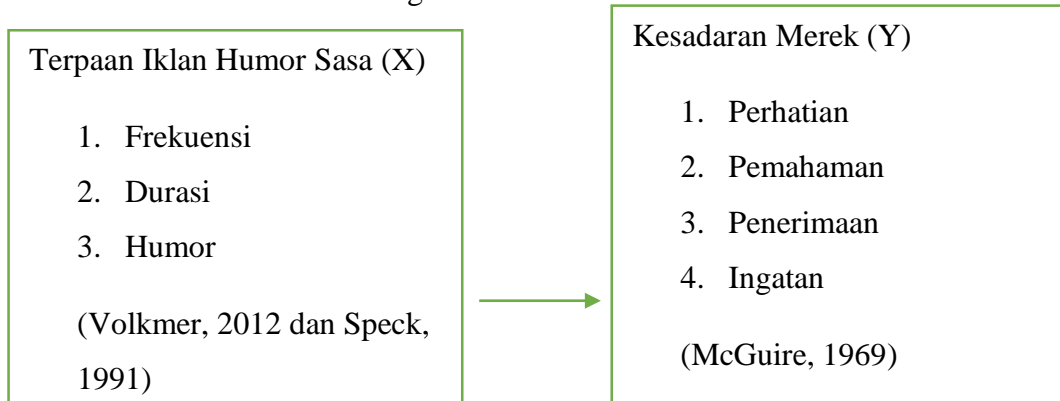 Terpaan Iklan Humor Sasa (X)
1. Frekuensi
2. Durasi
3. Humor
(Volkmer, 2012 dan Speck,
1991)
Kesadaran Merek (Y)
1. Perhatian
2. Pemahaman
3. Penerimaan
4. Ingatan
(McGuire, 1969)